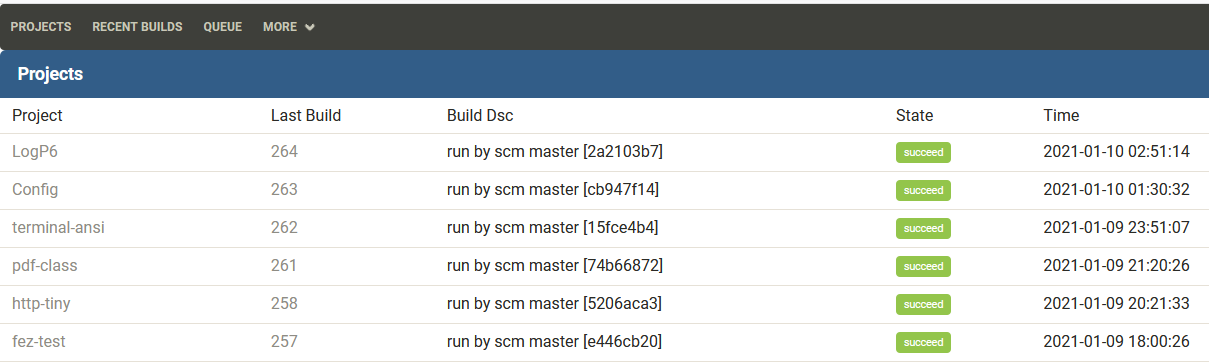 PROJECTS RECENT BUILDS QUEUE MORE
Projects
Project Last Build Build Dsc State Time
LogP6 264 run by scm master [2a2103b7] succeed 2021-01-10 02:51:14
Config 263 run by scm master [cb947f14] succeed 2021-01-10 01:30:32
terminal-ansi 262 run by scm master [15fce4b4] succeed 2021-01-09 23:51:07
pdf-class 261 run by scm master [74b66872] succeed 2021-01-09 21:20:26
http-tiny 258 run by scm master [5206aca3] succeed 2021-01-09 20:21:33
fez-test 257 run by scm master [e446cb20] succeed 2021-01-09 18:00:26